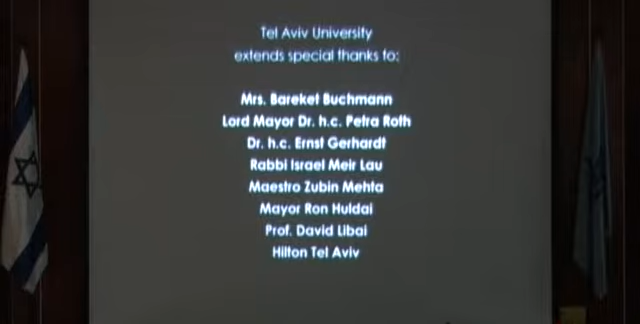 Tel Aviv University
extends special thanks to:
Mrs. Bareket Buchmann
Lord Mayor Dr. h.c. Petra Roth
Dr. h.c. Ernst Gerhardt
Rabbi Israel Meir Lau
Maestro Zubin Mehta
Mayor Ron Huldai
Prof. David Libai
Hilton Tel Aviv